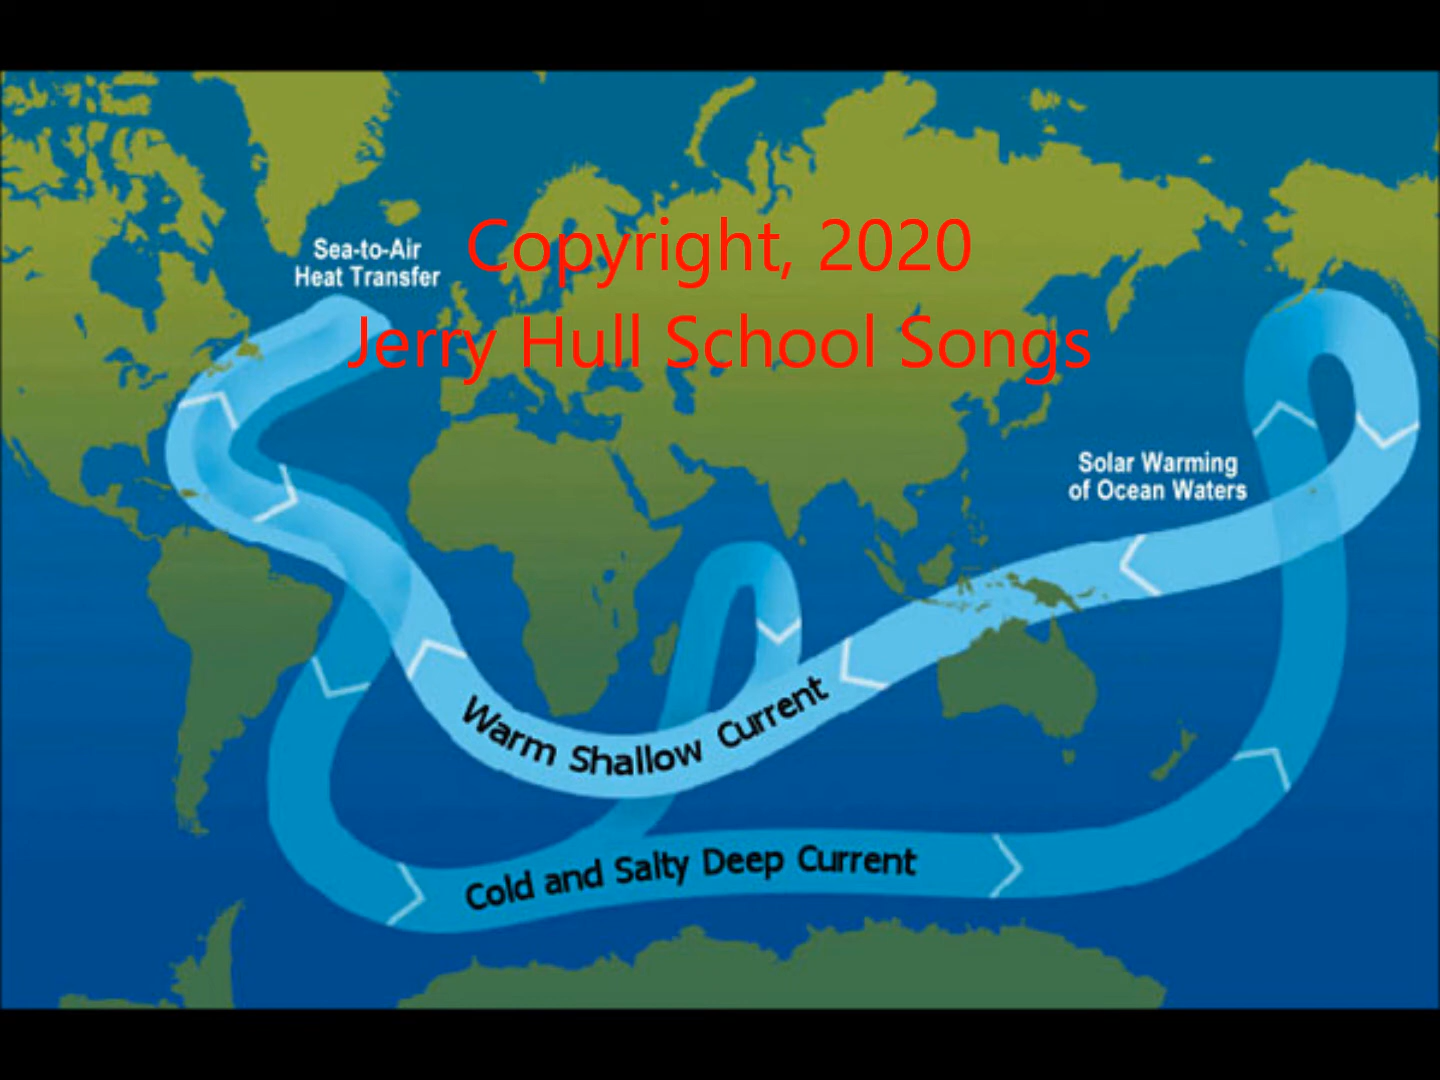 Copyright, 2020
Sea-to-Air
Heat Transfer
Jerry Hull School Songs
Solar Warming
of Ocean Waters
Warm Shallow Current
Cold and Salty Deep Current